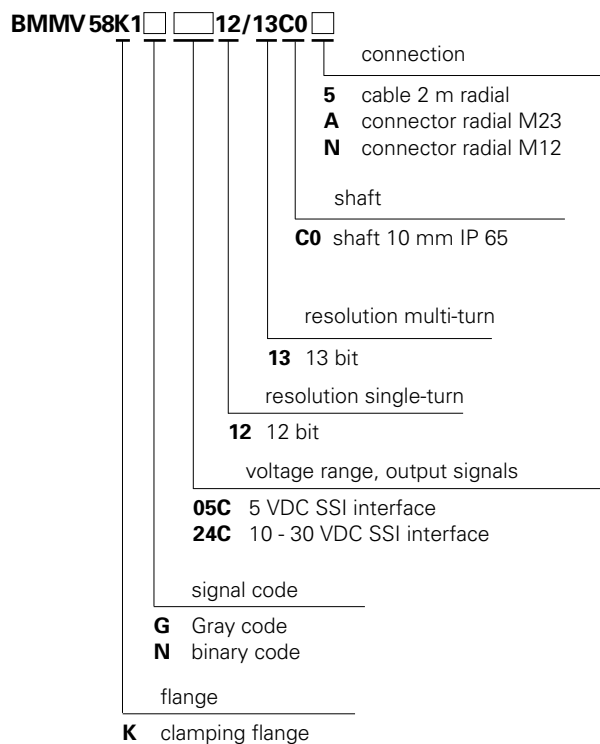 BMMV 58K1 12/13C0
connection
5 cable 2 m radial
A connector radial M23
N connector radial M12
shaft
C0 shaft 10 mm IP 65
resolution multi-turn
13 13 bit
resolution single-turn
12 12 bit
voltage range, output signals
05C 5 VDC SSI interface
24C 10 - 30 VDC SSI interface
signal code
G Gray code
N binary code
flange
K clamping flange